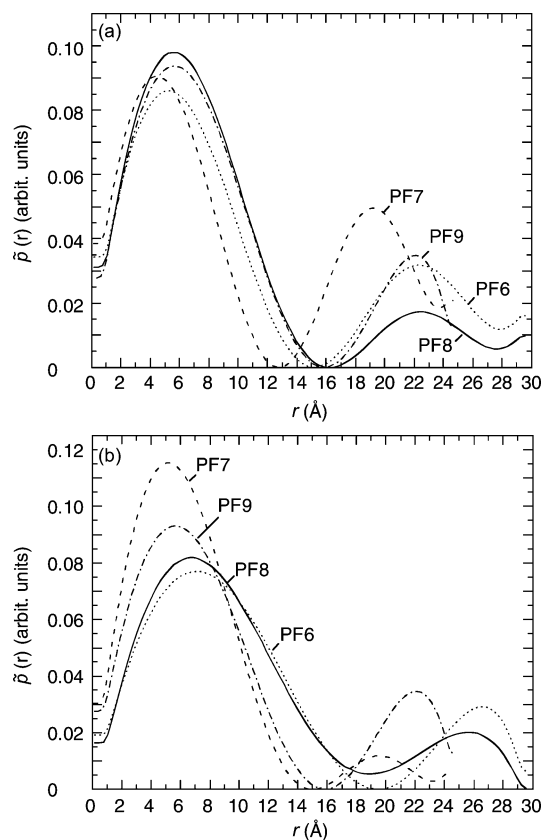 (a)
0.10
0.08
0.06
0.04
0.02
0
p̃ (r) (arbit. units)
PF7
PF9
PF6
PF8
0 2 4 6 8 10 12 14 16 18 20 22 24 26 28 30
r (Å)
(b)
0.12
0.10
0.08
0.06
0.04
0.02
0
p̃ (r) (arbit. units)
PF7
PF9
PF8
PF6
0 2 4 6 8 10 12 14 16 18 20 22 24 26 28 30
r (Å)